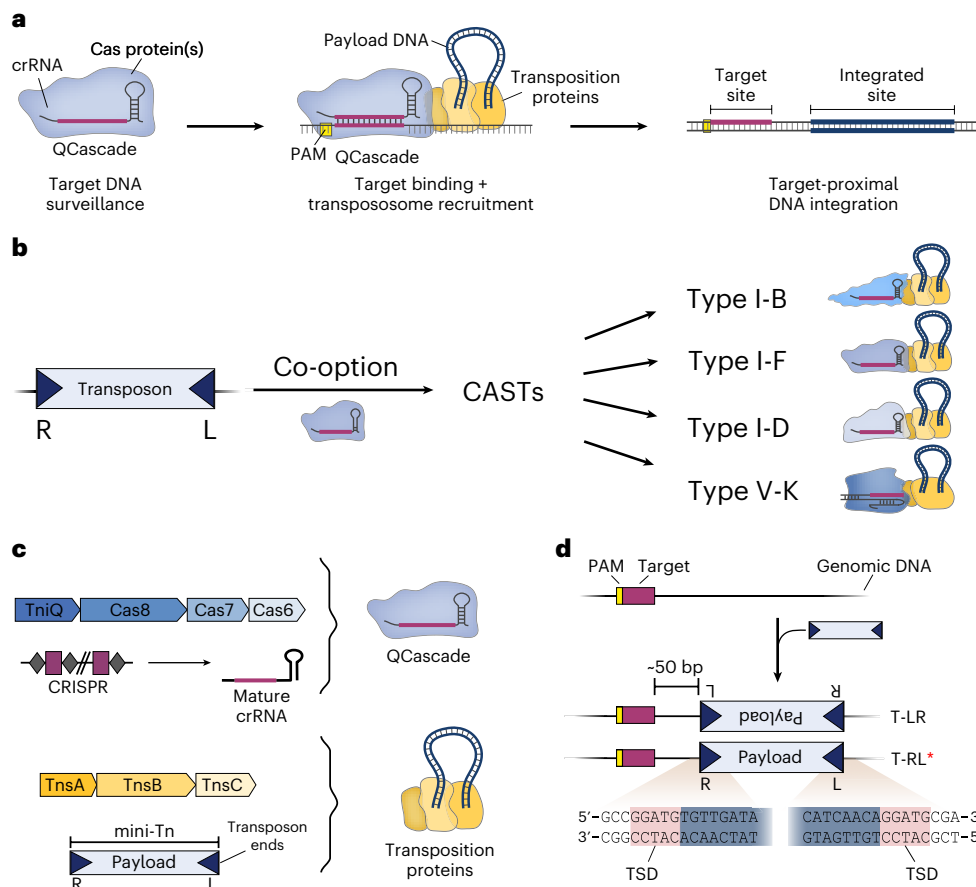 a
Cas protein(s)
crRNA
QCascade
Target DNA
surveillance
Payload DNA
Transposition
proteins
PAM
QCascade
Target binding +
transpososome recruitment
Target
site
Integrated
site
Target-proximal
DNA integration
b
Transposon
R
L
Co-option
CASTs
Type I-B
Type I-F
Type I-D
Type V-K
c
TniQ
Cas8
Cas7
Cas6
CRISPR
Mature
crRNA
QCascade
TnsA
TnsB
TnsC
mini-Tn
Payload
R
L
Transposon
ends
Transposition
proteins
d
PAM
Target
Genomic DNA
~50 bp
L
R
Payload
T-LR
Payload
T-RL*
R
L
5′-GCCGGATGTGTTGATA
CATCAACAGGATGCGA-3
3′-CGGCCTACACAACTAT
GTAGTTGTCCTACGCT-5
TSD
TSD